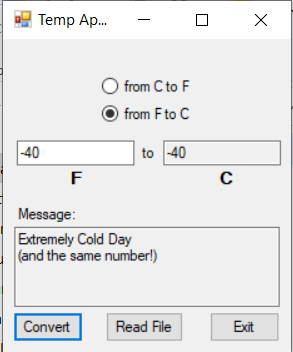 Temp Ap...
from C to F
from F to C
-40 to -40
F C
Message:
Extremely Cold Day
(and the same number!)
Convert Read File Exit